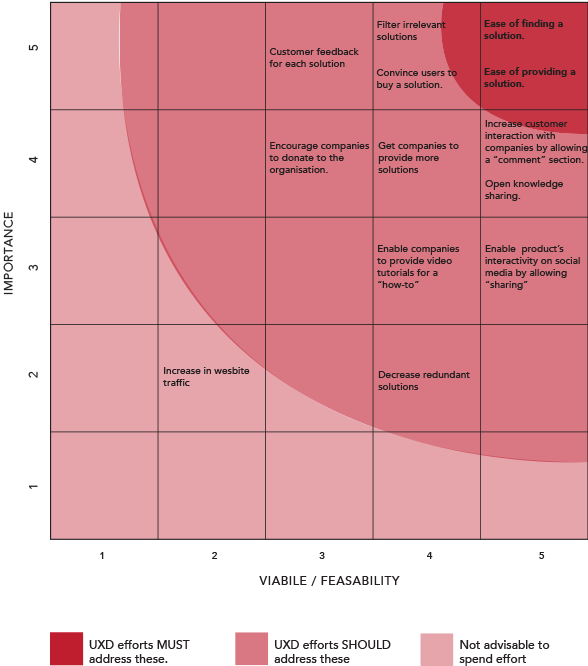 5
Customer feedback
for each solution
Filter irrelevant
solutions
Convince users to
buy a solution.
Ease of finding a
solution.
Ease of providing a
solution.
4
Encourage companies
to donate to the
organisation.
Get companies to
provide more
solutions
Increase customer
interaction with
companies by allowing
a “comment” section.
Open knowledge
sharing.
IMPORTANCE
3
Enable companies
to provide video
tutorials for a
“how-to”
Enable product’s
interactivity on social
media by allowing
“sharing”
2
Increase in wesbite
traffic
Decrease redundant
solutions
1
1
2
3
4
5
VIABILE / FEASABILITY
UXD efforts MUST
address these.
UXD efforts SHOULD
address these
Not advisable to
spend effort